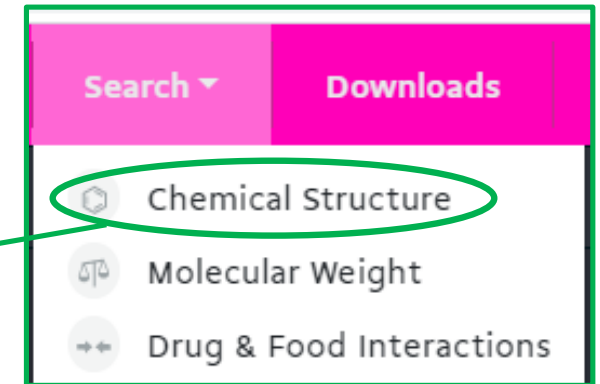 Search Downloads
Chemical Structure
Molecular Weight
Drug & Food Interactions